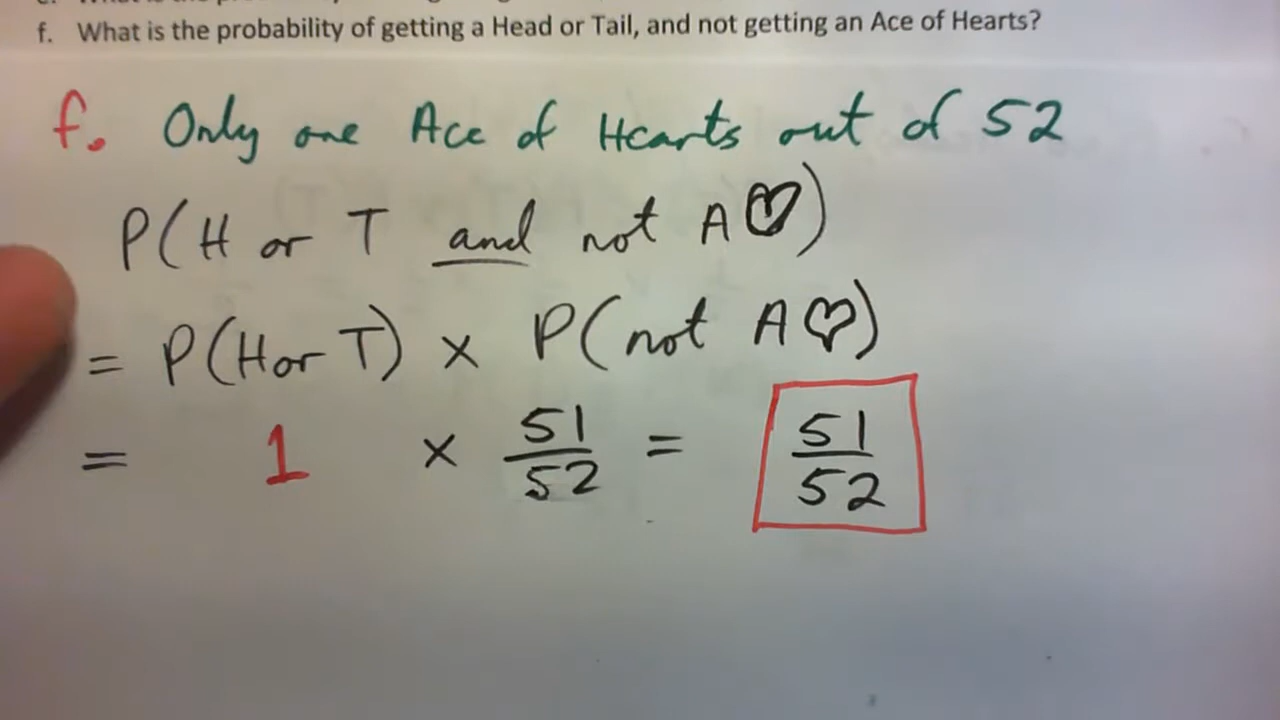 f. What is the probability of getting a Head or Tail, and not getting an Ace of Hearts?
f. Only one Ace of Hearts out of 52
P(H or T and not A♡)
= P(H or T) × P(not A♡)
= 1 × 51/52 = 51/52